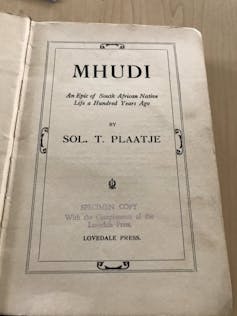 MHUDI
An Epic of South African Native
Life a Hundred Years Ago
BY
SOL. T. PLAATJE
SPECIMEN COPY
With the Compliments of the
Lovedale Press.
LOVEDALE PRESS.